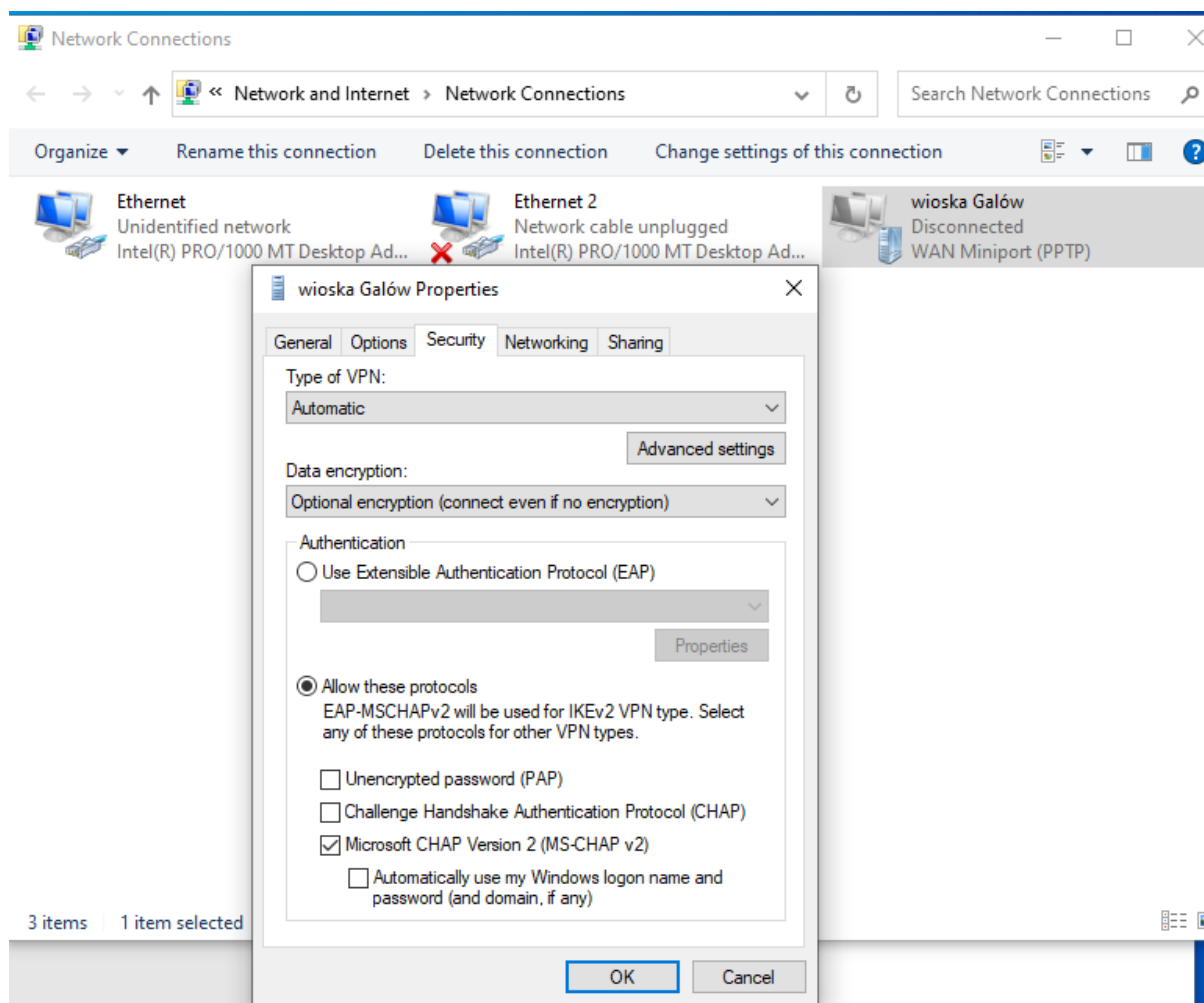 Network Connections
« Network and Internet › Network Connections
Search Network Connections
Organize
Rename this connection
Delete this connection
Change settings of this connection
?
Ethernet
Unidentified network
Intel(R) PRO/1000 MT Desktop Ad...
Ethernet 2
Network cable unplugged
Intel(R) PRO/1000 MT Desktop Ad...
wioska Galów
Disconnected
WAN Miniport (PPTP)
wioska Galów Properties
General
Options
Security
Networking
Sharing
Type of VPN:
Automatic
Advanced settings
Data encryption:
Optional encryption (connect even if no encryption)
Authentication
Use Extensible Authentication Protocol (EAP)
Properties
Allow these protocols
EAP-MSCHAPv2 will be used for IKEv2 VPN type. Select
any of these protocols for other VPN types.
Unencrypted password (PAP)
Challenge Handshake Authentication Protocol (CHAP)
Microsoft CHAP Version 2 (MS-CHAP v2)
Automatically use my Windows logon name and
password (and domain, if any)
3 items
1 item selected
OK
Cancel